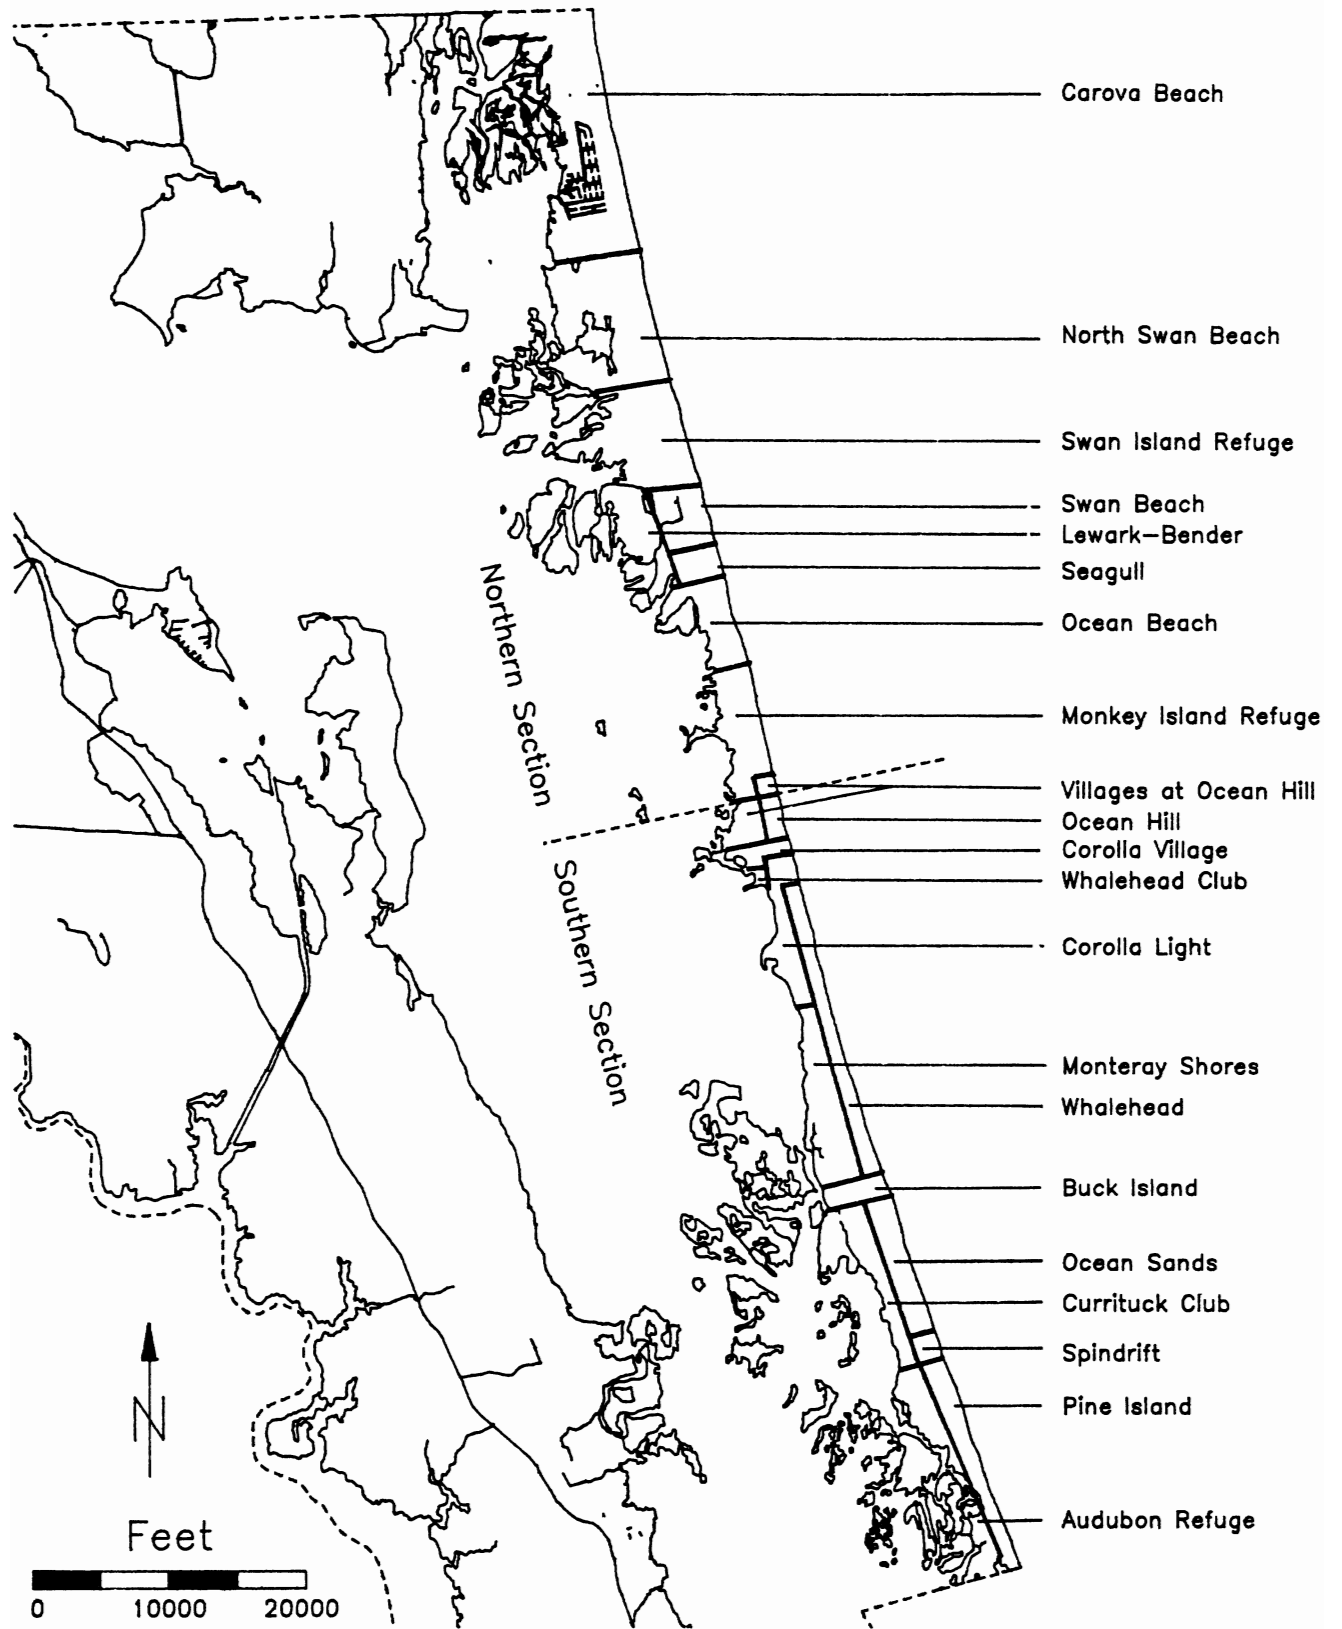 Carova Beach
North Swan Beach
Swan Island Refuge
Swan Beach
Lewark-Bender
Seagull
Ocean Beach
Northern Section
Monkey Island Refuge
Villages at Ocean Hill
Ocean Hill
Corolla Village
Whalehead Club
Southern Section
Corolla Light
Monteray Shores
Whalehead
Buck Island
Ocean Sands
Currituck Club
Spindrift
Pine Island
Audubon Refuge
N
Feet
0 10000 20000